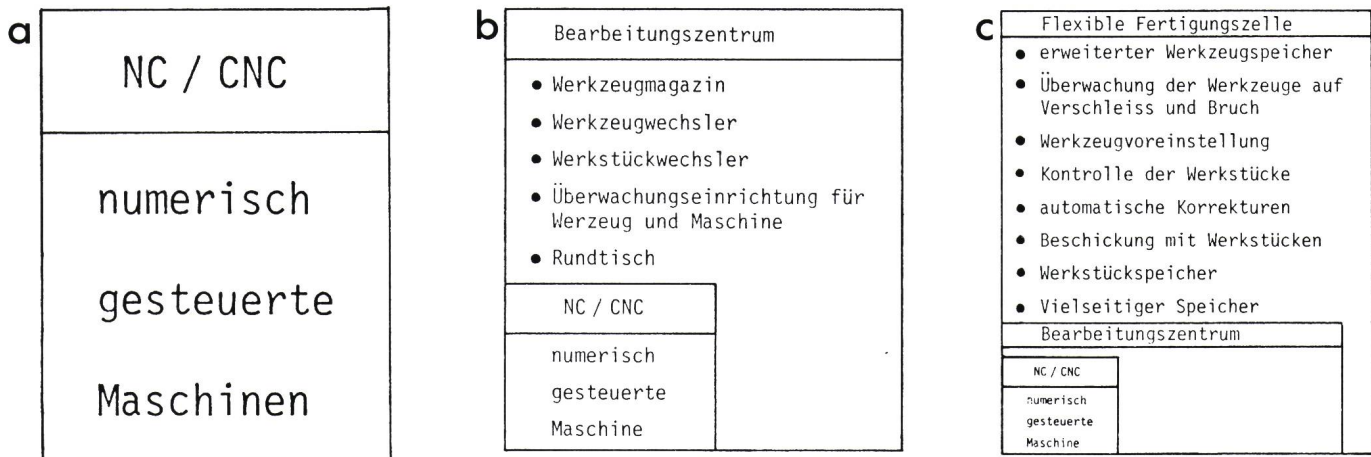 a
NC / CNC
numerisch
gesteuerte
Maschinen
b
Bearbeitungszentrum
● Werkzeugmagazin
● Werkzeugwechsler
● Werkstückwechsler
● Überwachungseinrichtung für
Werzeug und Maschine
● Rundtisch
NC / CNC
numerisch
gesteuerte
Maschine
c
Flexible Fertigungszelle
● erweiterter Werkzeugspeicher
● Überwachung der Werkzeuge auf
Verschleiss und Bruch
● Werkzeugvoreinstellung
● Kontrolle der Werkstücke
● automatische Korrekturen
● Beschickung mit Werkstücken
● Werkstückspeicher
● Vielseitiger Speicher
Bearbeitungszentrum
NC / CNC
numerisch
gesteuerte
Maschine